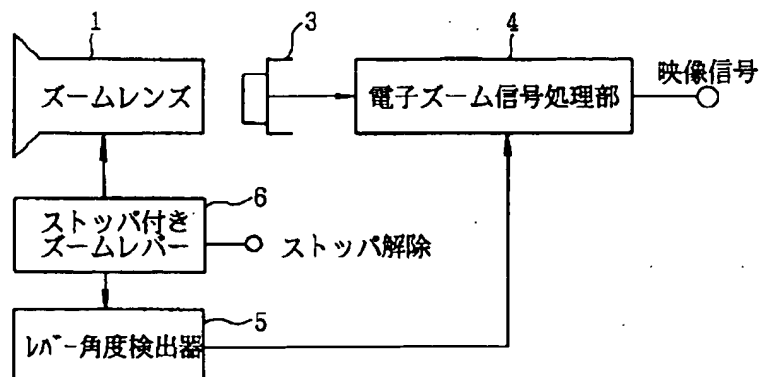 1
3
4
ズームレンズ
電子ズーム信号処理部
映像信号
6
ストッパ付き
ズームレバー
ストッパ解除
5
レバー角度検出器